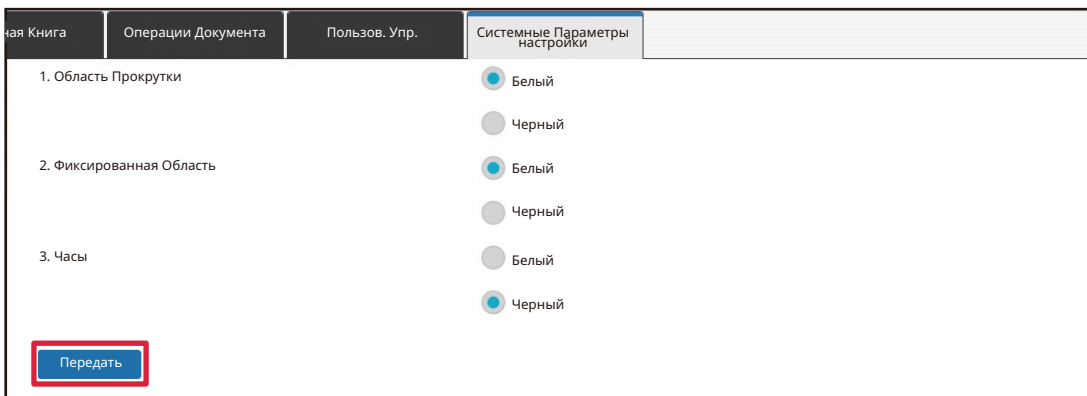 ная Книга
Операции Документа
Пользов. Упр.
Системные Параметры
настройки
1. Область Прокрутки
Белый
Черный
2. Фиксированная Область
Белый
Черный
3. Часы
Белый
Черный
Передать